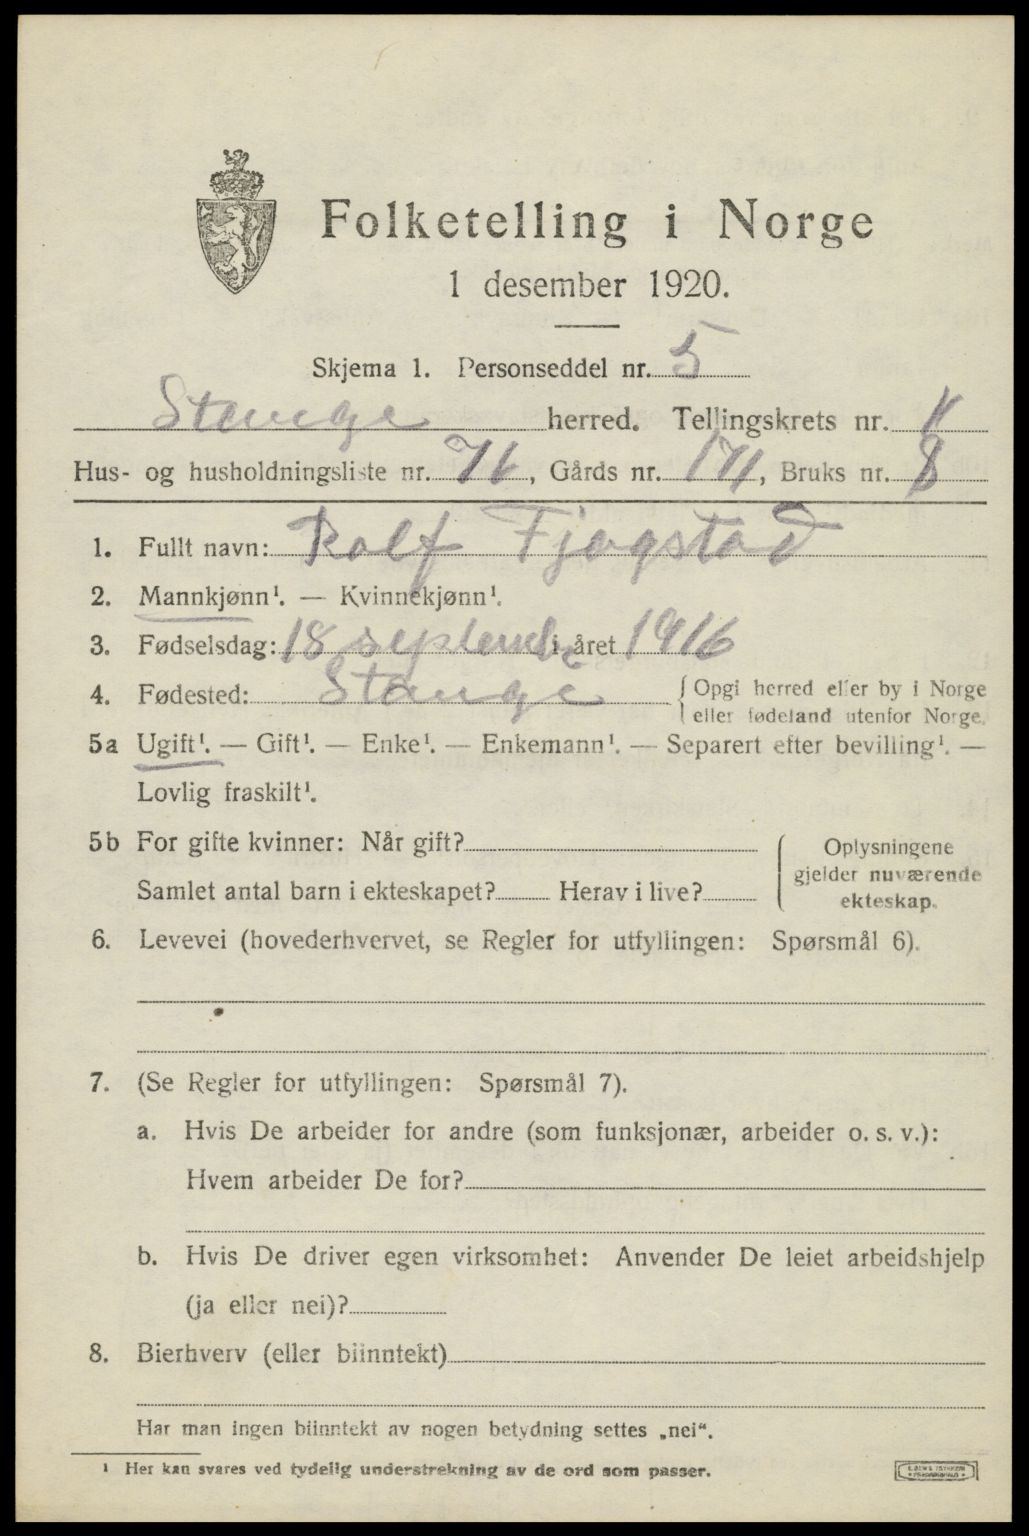 Folketelling i Norge
1 desember 1920.
Skjema 1. Personseddel nr. 5
Stange herred. Tellingskrets nr. 11
Hus- og husholdningsliste nr. 71, Gårds nr. 171, Bruks nr. 8
1. Fullt navn: Rolf Fjogstad
2. Mannkjønn¹. — Kvinnekjønn¹.
3. Fødselsdag: 18 septembe i året 1916
4. Fødested: Stange
Opgi herred eller by i Norge
eller fødeland utenfor Norge.
5a Ugift¹. — Gift¹. — Enke¹. — Enkemann¹. — Separert efter bevilling¹. —
Lovlig fraskilt¹.
5b For gifte kvinner: Når gift?
Samlet antal barn i ekteskapet? Herav i live?
Oplysningene
gjelder nuværende
ekteskap.
6. Levevei (hovederhvervet, se Regler for utfyllingen: Spørsmål 6).
7. (Se Regler for utfyllingen: Spørsmål 7).
a. Hvis De arbeider for andre (som funksjonær, arbeider o. s. v.):
Hvem arbeider De for?
b. Hvis De driver egen virksomhet: Anvender De leiet arbeidshjelp
(ja eller nei)?
8. Bierhverv (eller biinntekt)
Har man ingen biinntekt av nogen betydning settes „nei“.
¹ Her kan svares ved tydelig understrekning av de ord som passer.